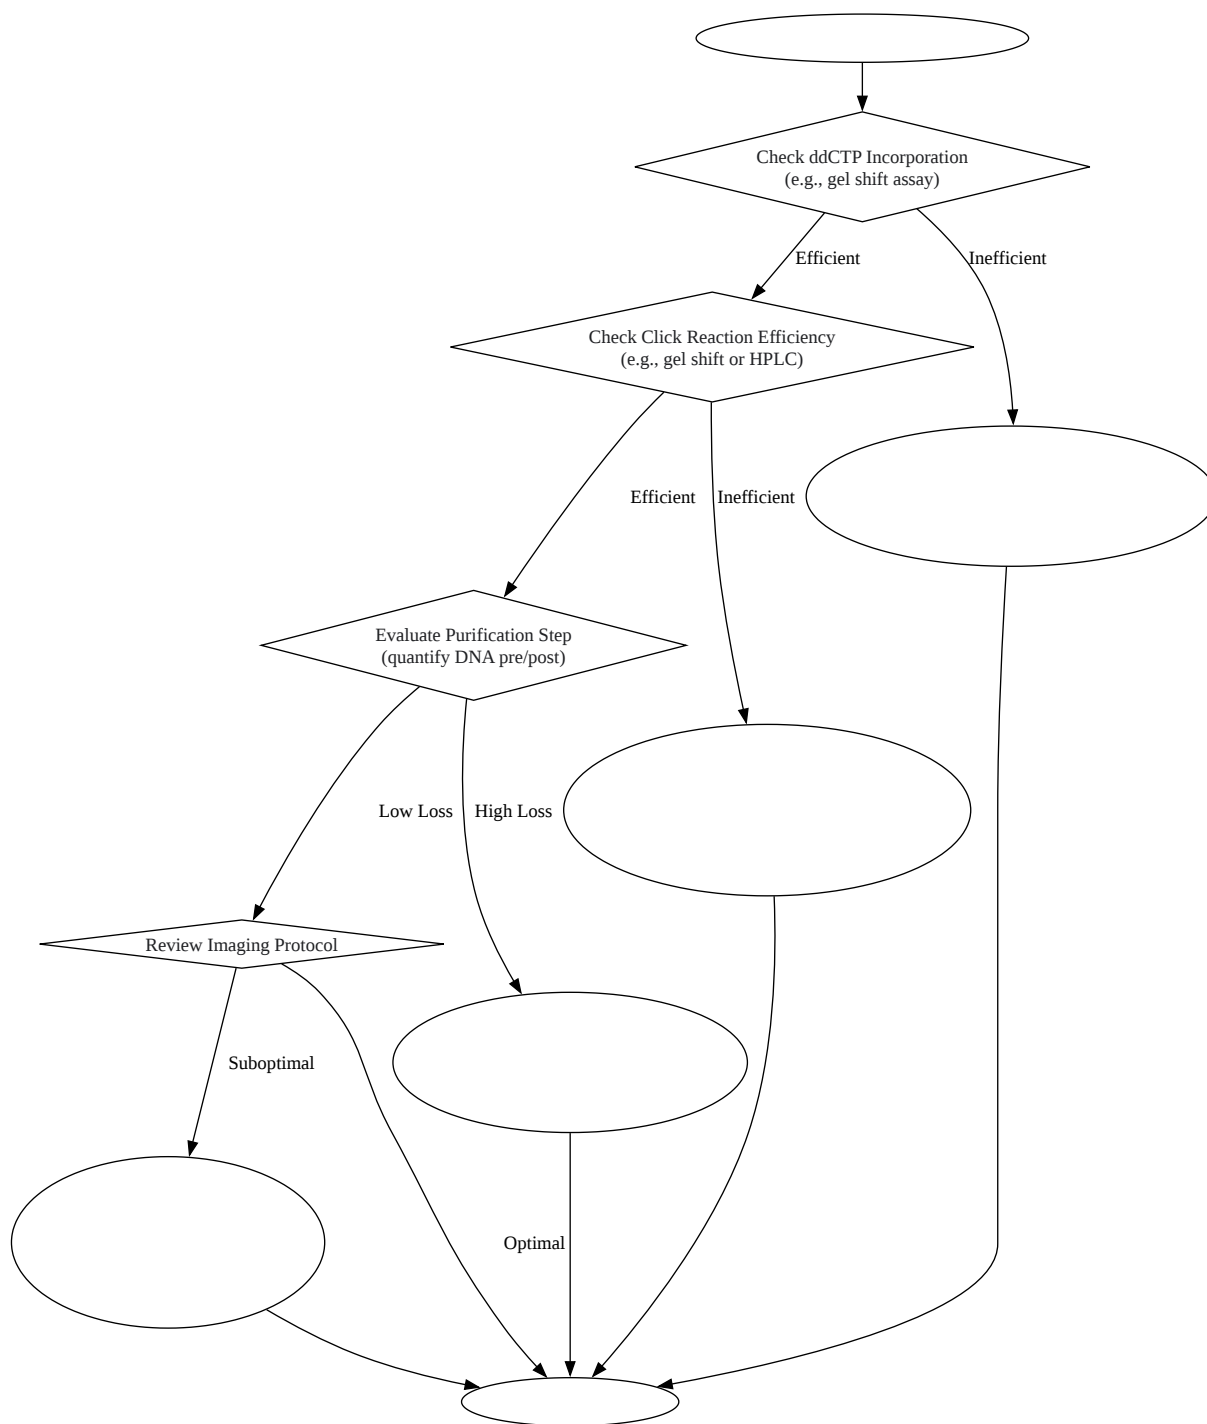 Check ddCTP Incorporation
(e.g., gel shift assay)
Efficient
Inefficient
Check Click Reaction Efficiency
(e.g., gel shift or HPLC)
Efficient
Inefficient
Evaluate Purification Step
(quantify DNA pre/post)
Low Loss
High Loss
Review Imaging Protocol
Suboptimal
Optimal